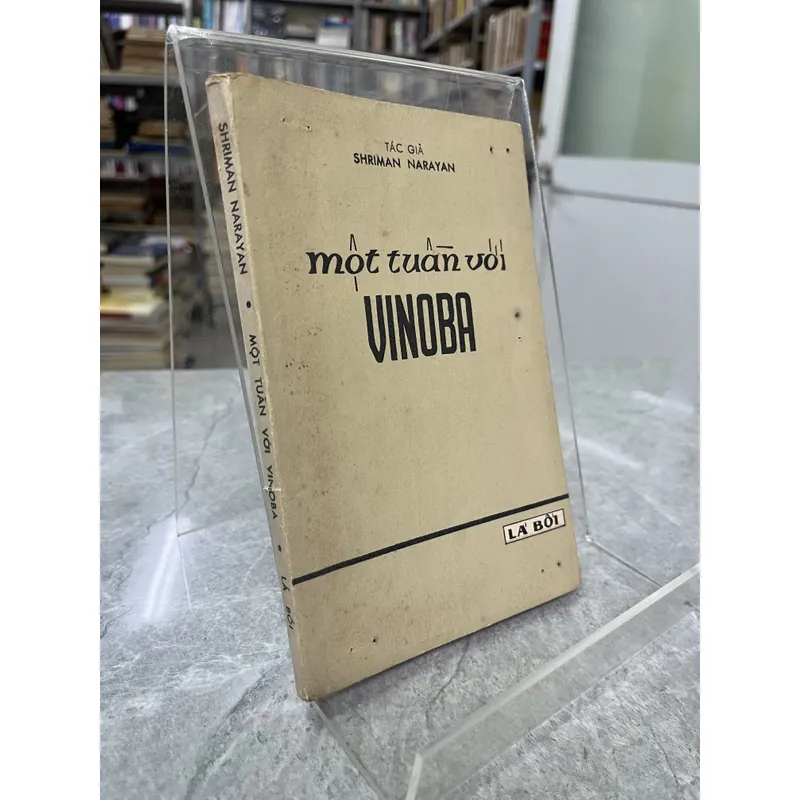 TÁC GIẢ
SHRIMAN NARAYAN
một tuần với
VINOBA
LÁ BỐI
SHRIMAN NARAYAN • MỘT TUẦN VỚI VINOBA • LÁ BỐI